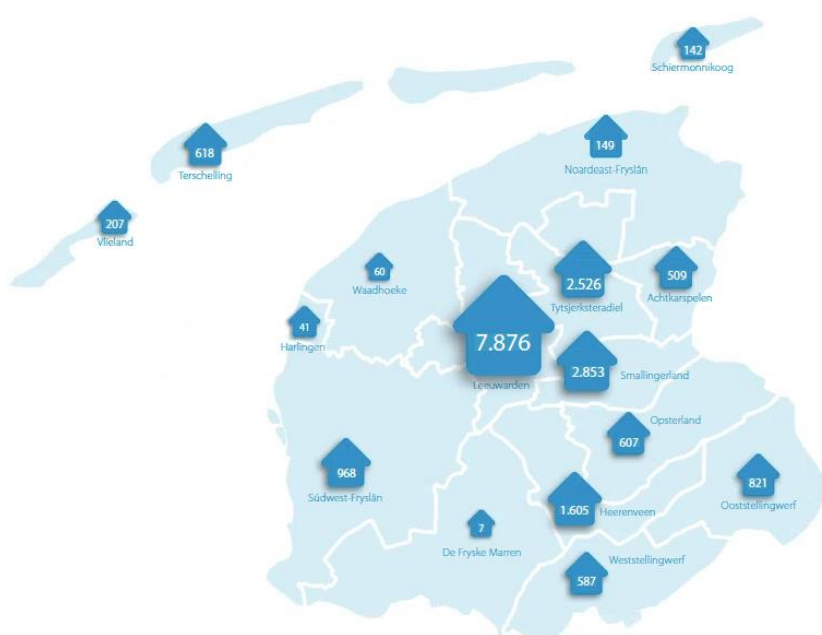 142
Schiermonnikoog
149
Noardeast-Fryslân
618
Terschelling
207
Vlieland
60
Waadhoeke
2.526
Tytsjerksteradiel
509
Achtkarspelen
41
Harlingen
7.876
Leeuwarden
2.853
Smallingerland
607
Opsterland
968
Súdwest-Fryslân
821
Ooststellingwerf
1.605
Heerenveen
7
De Fryske Marren
587
Weststellingwerf